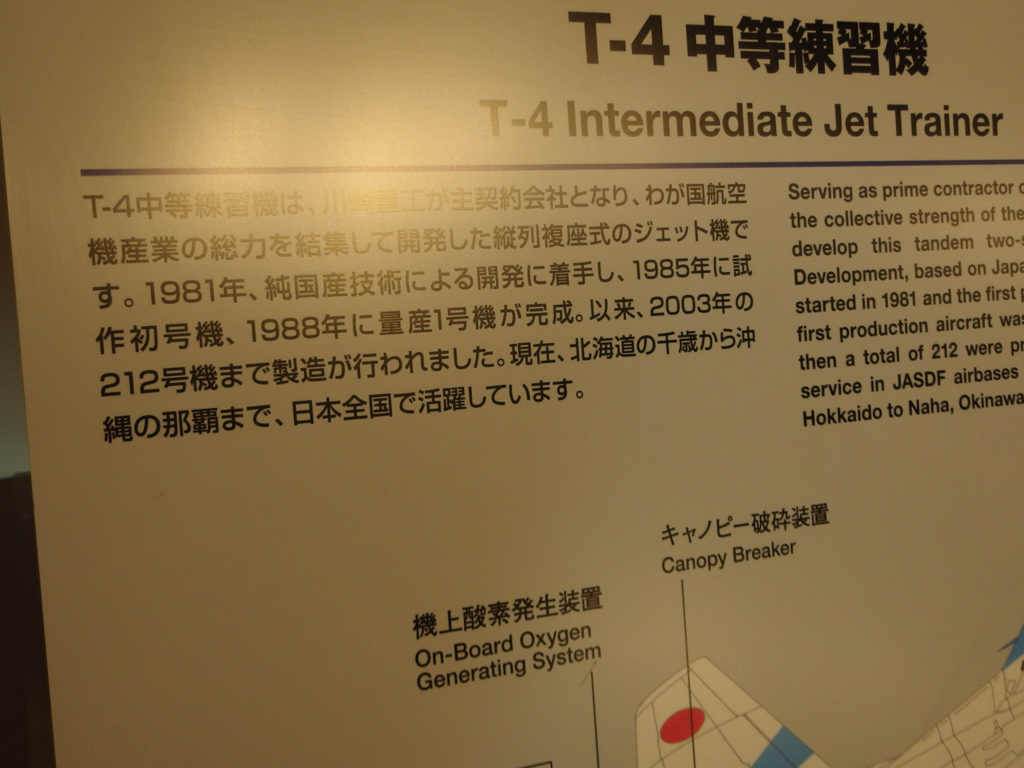 T-4 中等練習機
T-4 Intermediate Jet Trainer
T-4中等練習機は、川崎重工が主契約会社となり、わが国航空
機産業の総力を結集して開発した縦列複座式のジェット機で
す。1981年、純国産技術による開発に着手し、1985年に試
作初号機、1988年に量産1号機が完成。以来、2003年の
212号機まで製造が行われました。現在、北海道の千歳から沖
縄の那覇まで、日本全国で活躍しています。
Serving as prime contractor
the collective strength of the
develop this tandem two-
Development, based on
started in 1981 and the first
first production aircraft
then a total of 212 were
service in JASDF airbases
Hokkaido to Naha, Okinawa
キャノピー破砕装置
Canopy Breaker
機上酸素発生装置
On-Board Oxygen
Generating System